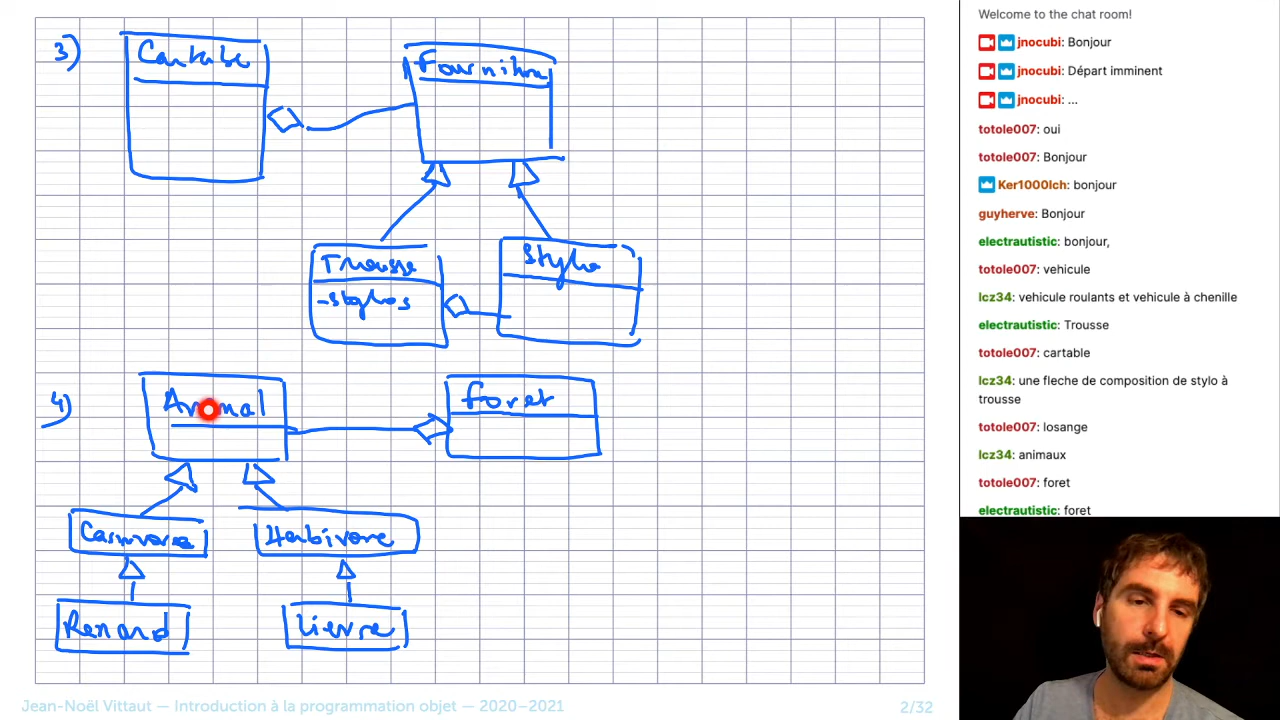 3)
Cartable
Fourniture
Trousse
-stylos
Stylo
4)
Animal
Foret
Carnivore
Herbivore
Renard
Lievre
Jean-Noël Vittaut — Introduction à la programmation objet — 2020–2021
2/32
Welcome to the chat room!
jnocubi: Bonjour
jnocubi: Départ imminent
jnocubi: ...
totole007: oui
totole007: Bonjour
Ker1000lch: bonjour
guyherve: Bonjour
electrautistic: bonjour,
totole007: vehicule
lcz34: vehicule roulants et vehicule à chenille
electrautistic: Trousse
totole007: cartable
lcz34: une fleche de composition de stylo à
trousse
totole007: losange
lcz34: animaux
totole007: foret
electrautistic: foret